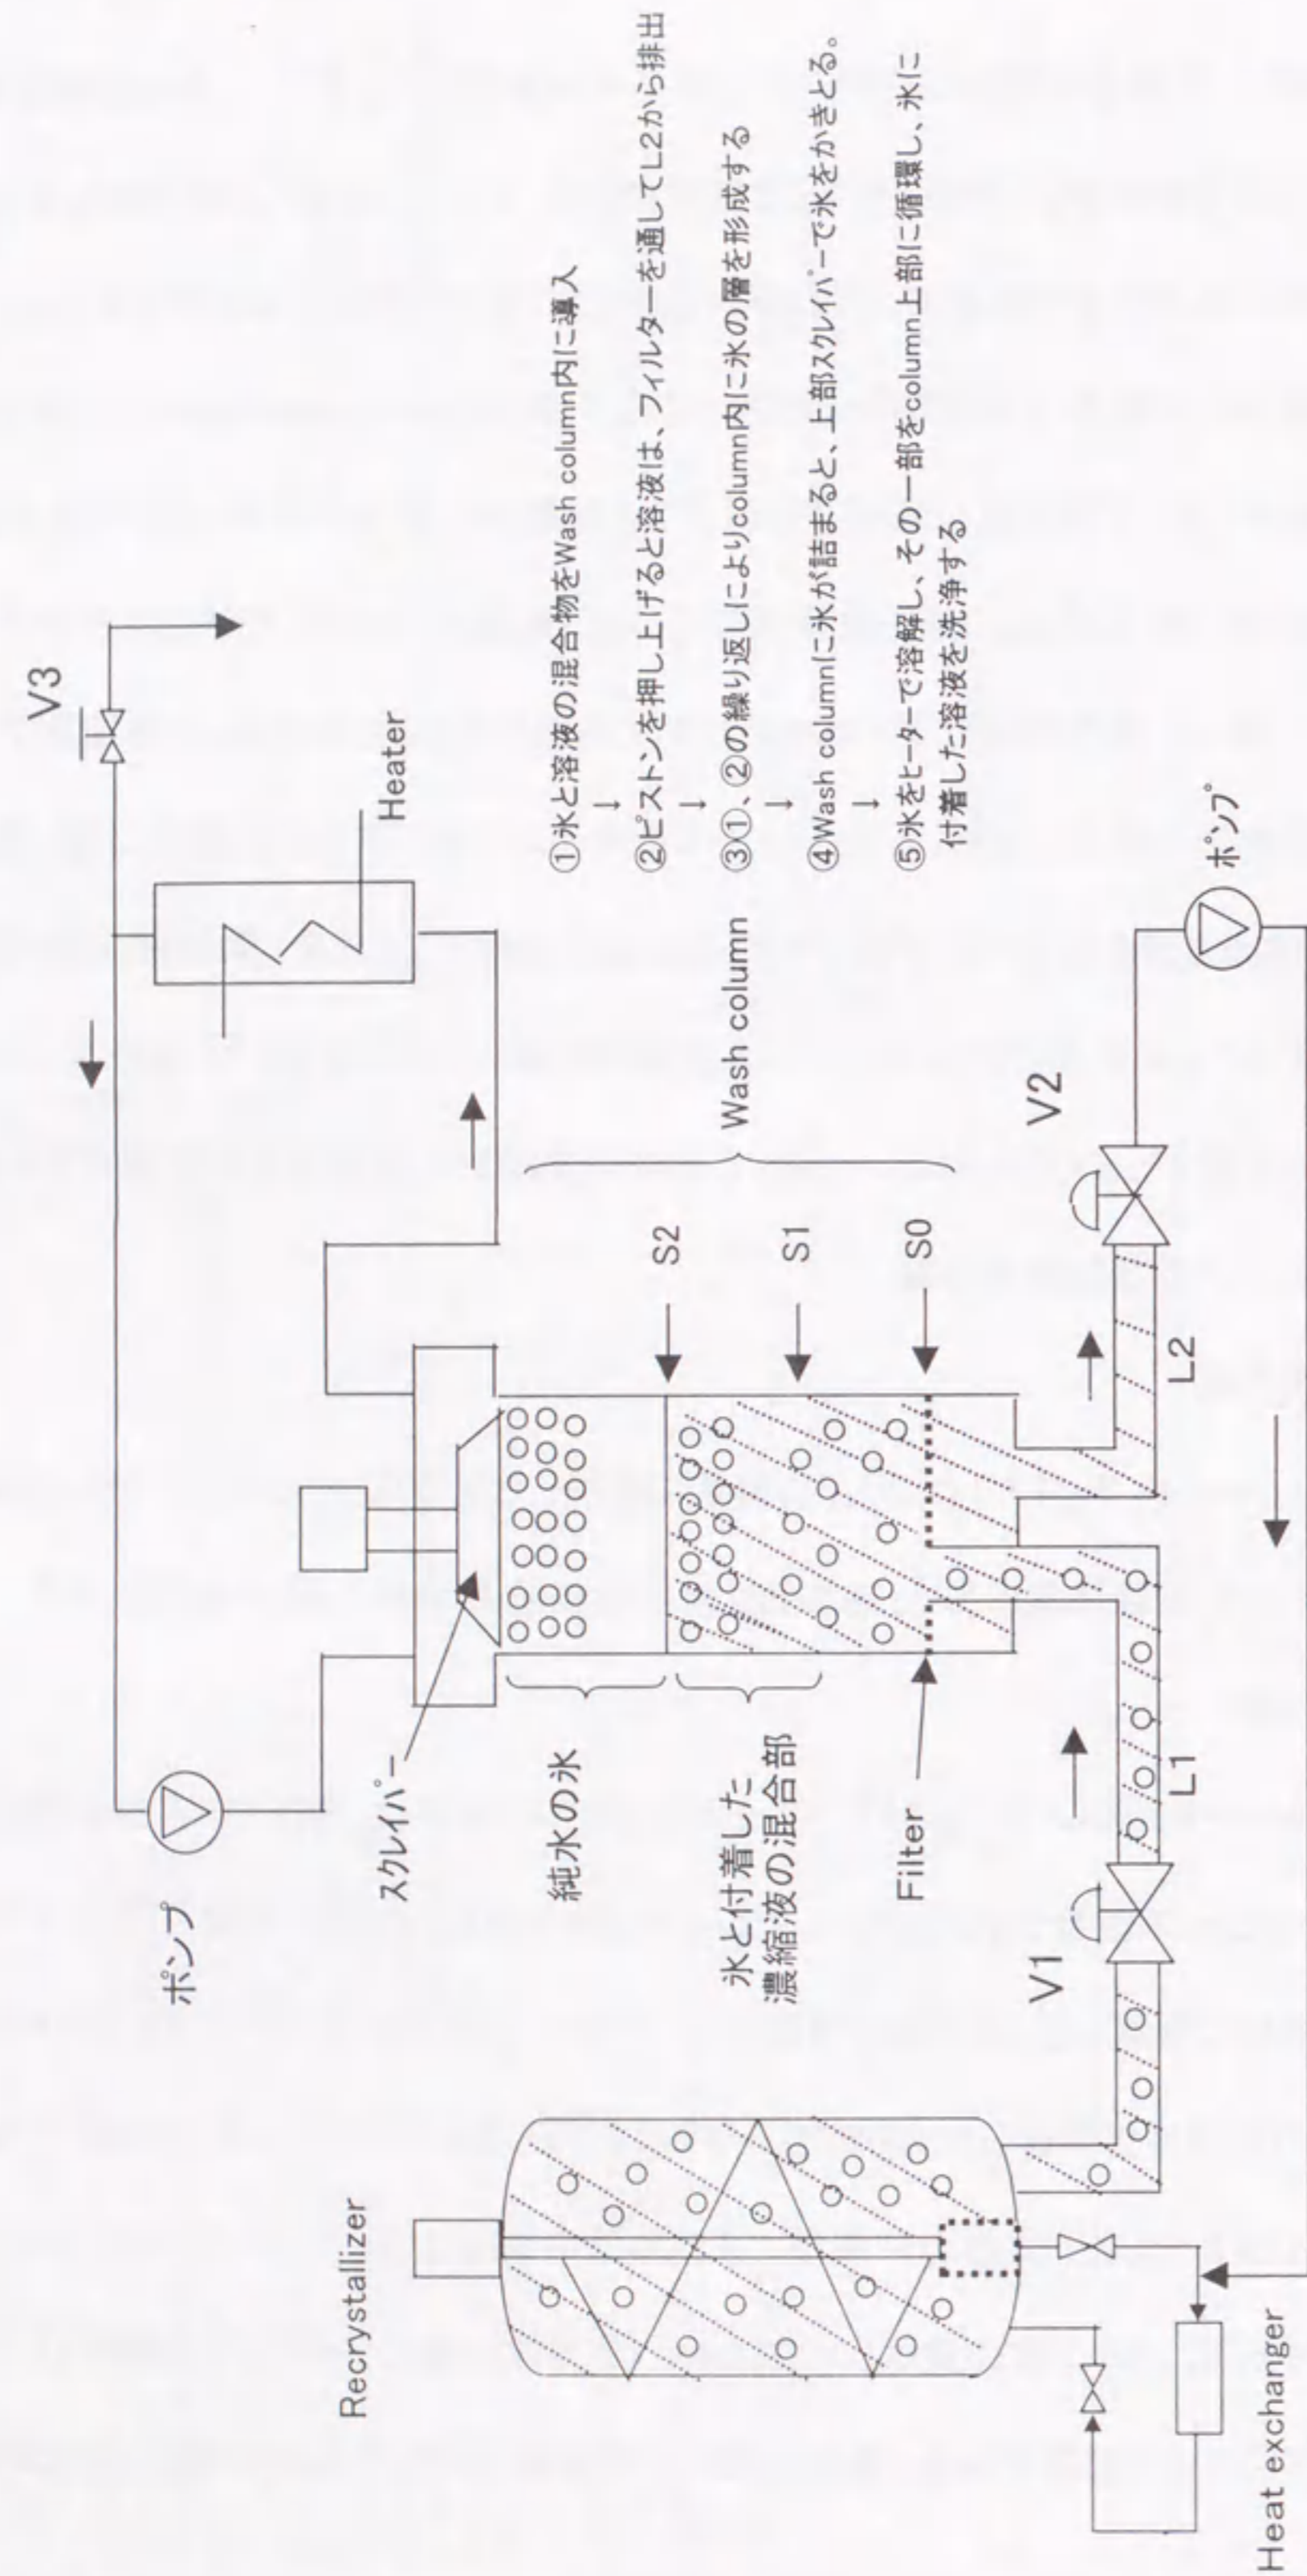 V3
Heater
ポンプ
スクレイパー
純水の氷
氷と付着した
濃縮液の混合部
Filter
S2
S1
S0
Wash column
①氷と溶液の混合物をWash column内に導入
↓
②ピストンを押し上げると溶液は、フィルターを通してL2から排出
↓
③①、②の繰り返しによりcolumn内に氷の層を形成する
↓
④Wash columnに氷が詰まると、上部スクレイパーで氷をかきとる。
↓
⑤氷をヒーターで溶解し、その一部をcolumn上部に循環し、氷に
付着した溶液を洗浄する
Recrystallizer
V1
L1
L2
V2
ポンプ
Heat exchanger